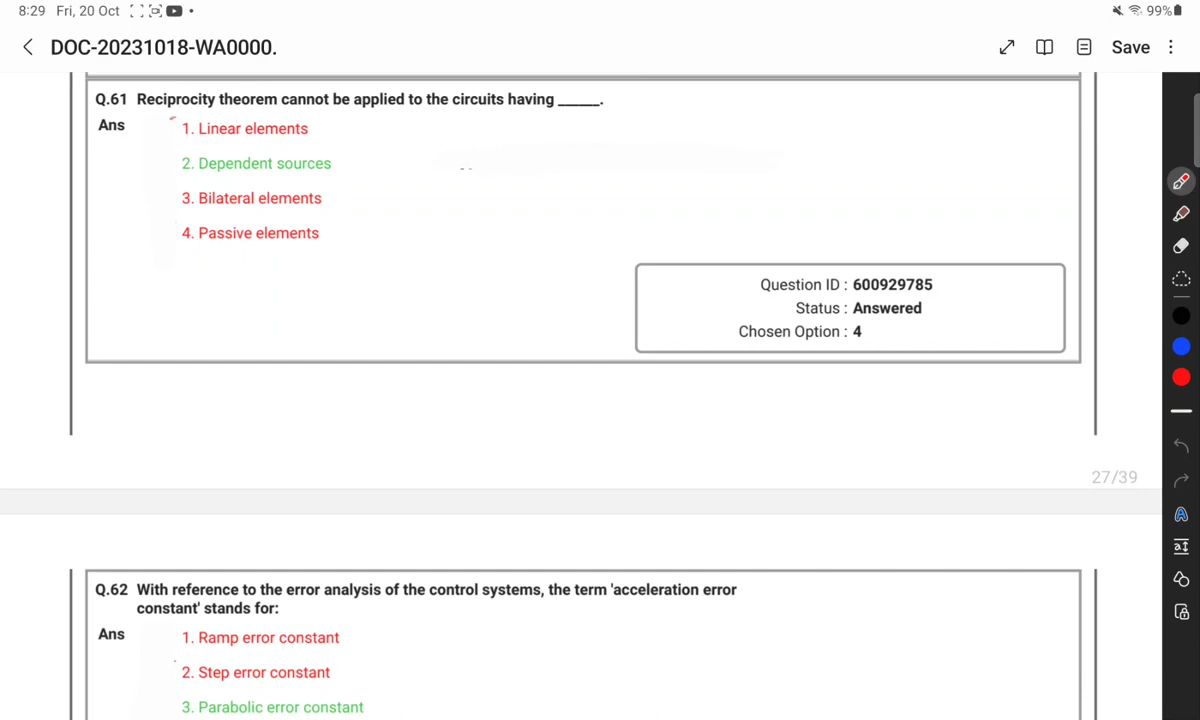 8:29 Fri, 20 Oct
99%
DOC-20231018-WA0000.
Save
Q.61 Reciprocity theorem cannot be applied to the circuits having ______.
Ans
1. Linear elements
2. Dependent sources
3. Bilateral elements
4. Passive elements
Question ID : 600929785
Status : Answered
Chosen Option : 4
27/39
Q.62 With reference to the error analysis of the control systems, the term 'acceleration error
constant' stands for:
Ans
1. Ramp error constant
2. Step error constant
3. Parabolic error constant